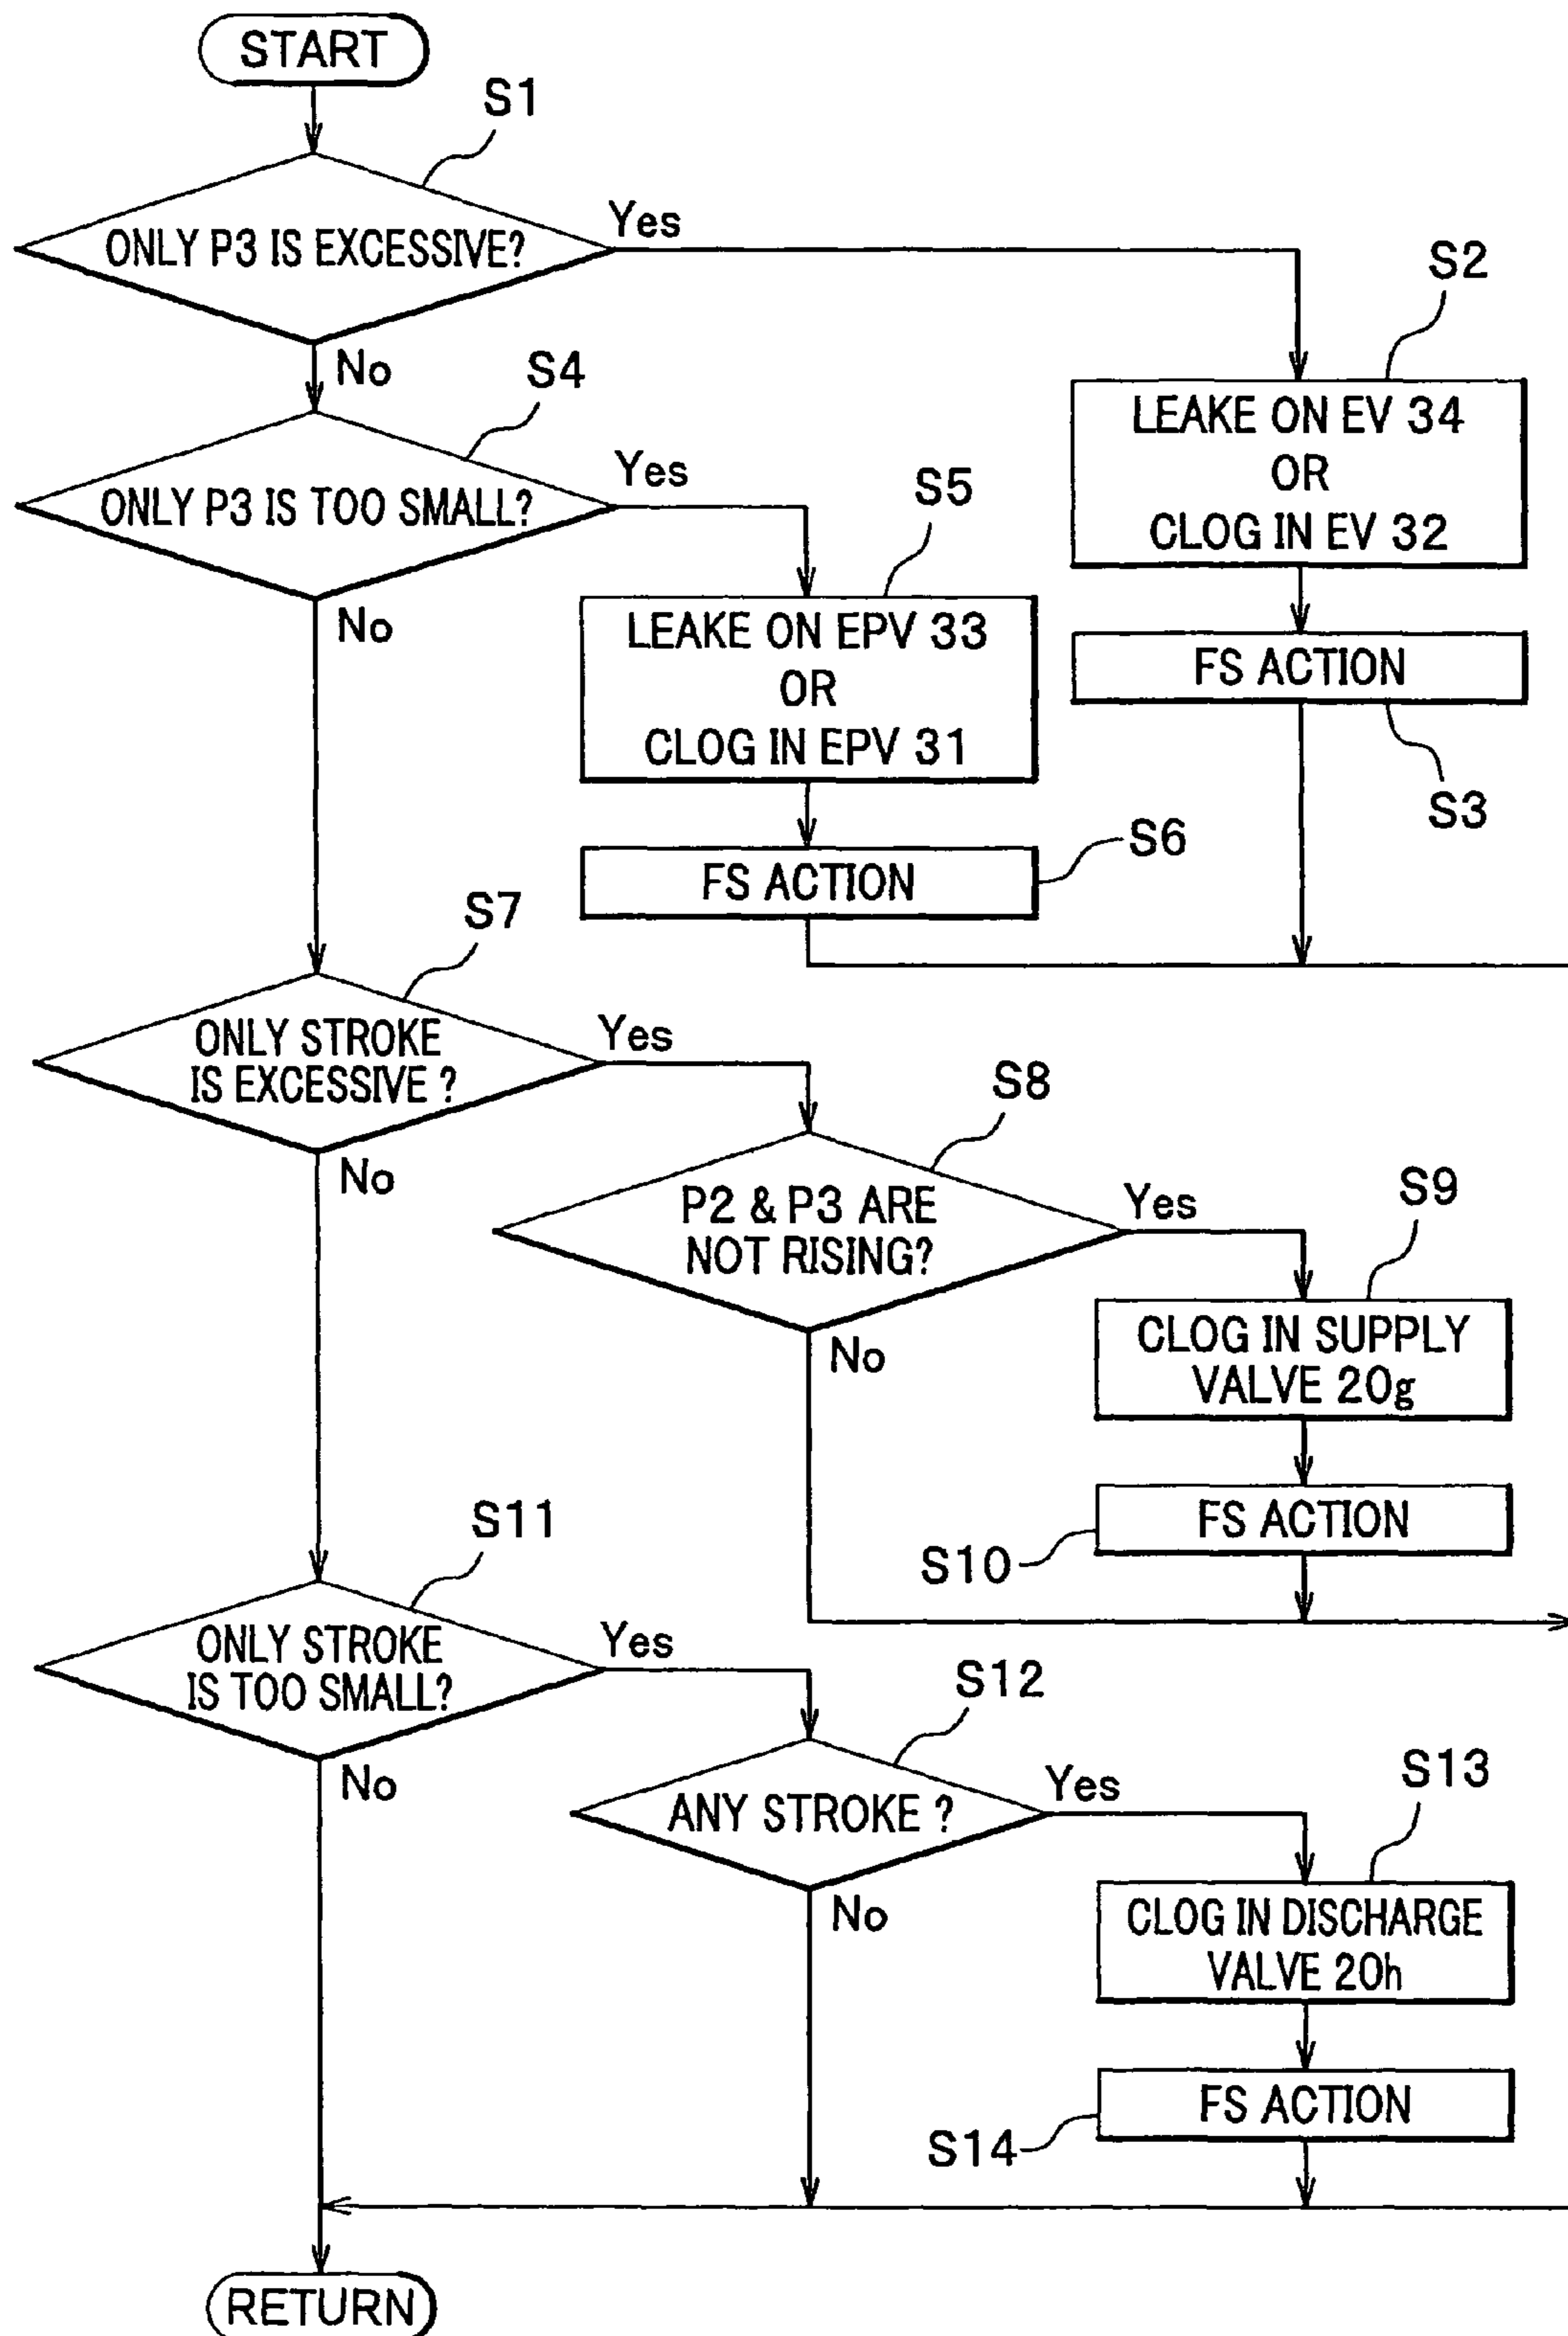 START
S1
ONLY P3 IS EXCESSIVE?
Yes
No
S2
LEAKE ON EV 34
OR
CLOG IN EV 32
FS ACTION
S3
S4
ONLY P3 IS TOO SMALL?
Yes
No
S5
LEAKE ON EPV 33
OR
CLOG IN EPV 31
FS ACTION
S6
S7
ONLY STROKE
IS EXCESSIVE ?
Yes
No
S8
P2 & P3 ARE
NOT RISING?
Yes
No
S9
CLOG IN SUPPLY
VALVE 20g
FS ACTION
S10
S11
ONLY STROKE
IS TOO SMALL?
Yes
No
S12
ANY STROKE ?
Yes
No
S13
CLOG IN DISCHARGE
VALVE 20h
FS ACTION
S14
RETURN